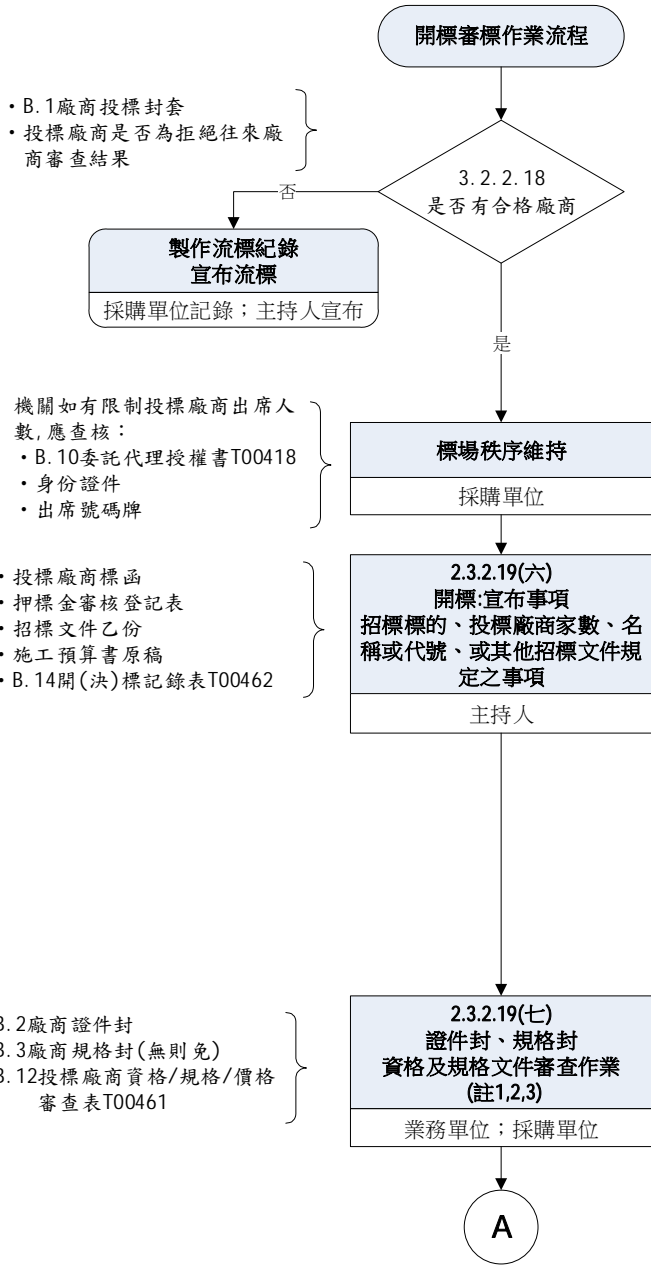 開標審標作業流程
・B.1廠商投標封套
・投標廠商是否為拒絕往來廠
商審查結果
3.2.2.18
是否有合格廠商
否
製作流標紀錄
宣布流標
採購單位記錄；主持人宣布
是
機關如有限制投標廠商出席人
數,應查核：
・B.10委託代理授權書T00418
・身份證件
・出席號碼牌
標場秩序維持
採購單位
・投標廠商標函
・押標金審核登記表
・招標文件乙份
・施工預算書原稿
・B.14開(決)標記錄表T00462
2.3.2.19(六)
開標:宣布事項
招標標的、投標廠商家數、名
稱或代號、或其他招標文件規
定之事項
主持人
3.2廠商證件封
3.3廠商規格封(無則免)
3.12投標廠商資格/規格/價格
審查表T00461
2.3.2.19(七)
證件封、規格封
資格及規格文件審查作業
(註1,2,3)
業務單位；採購單位
A